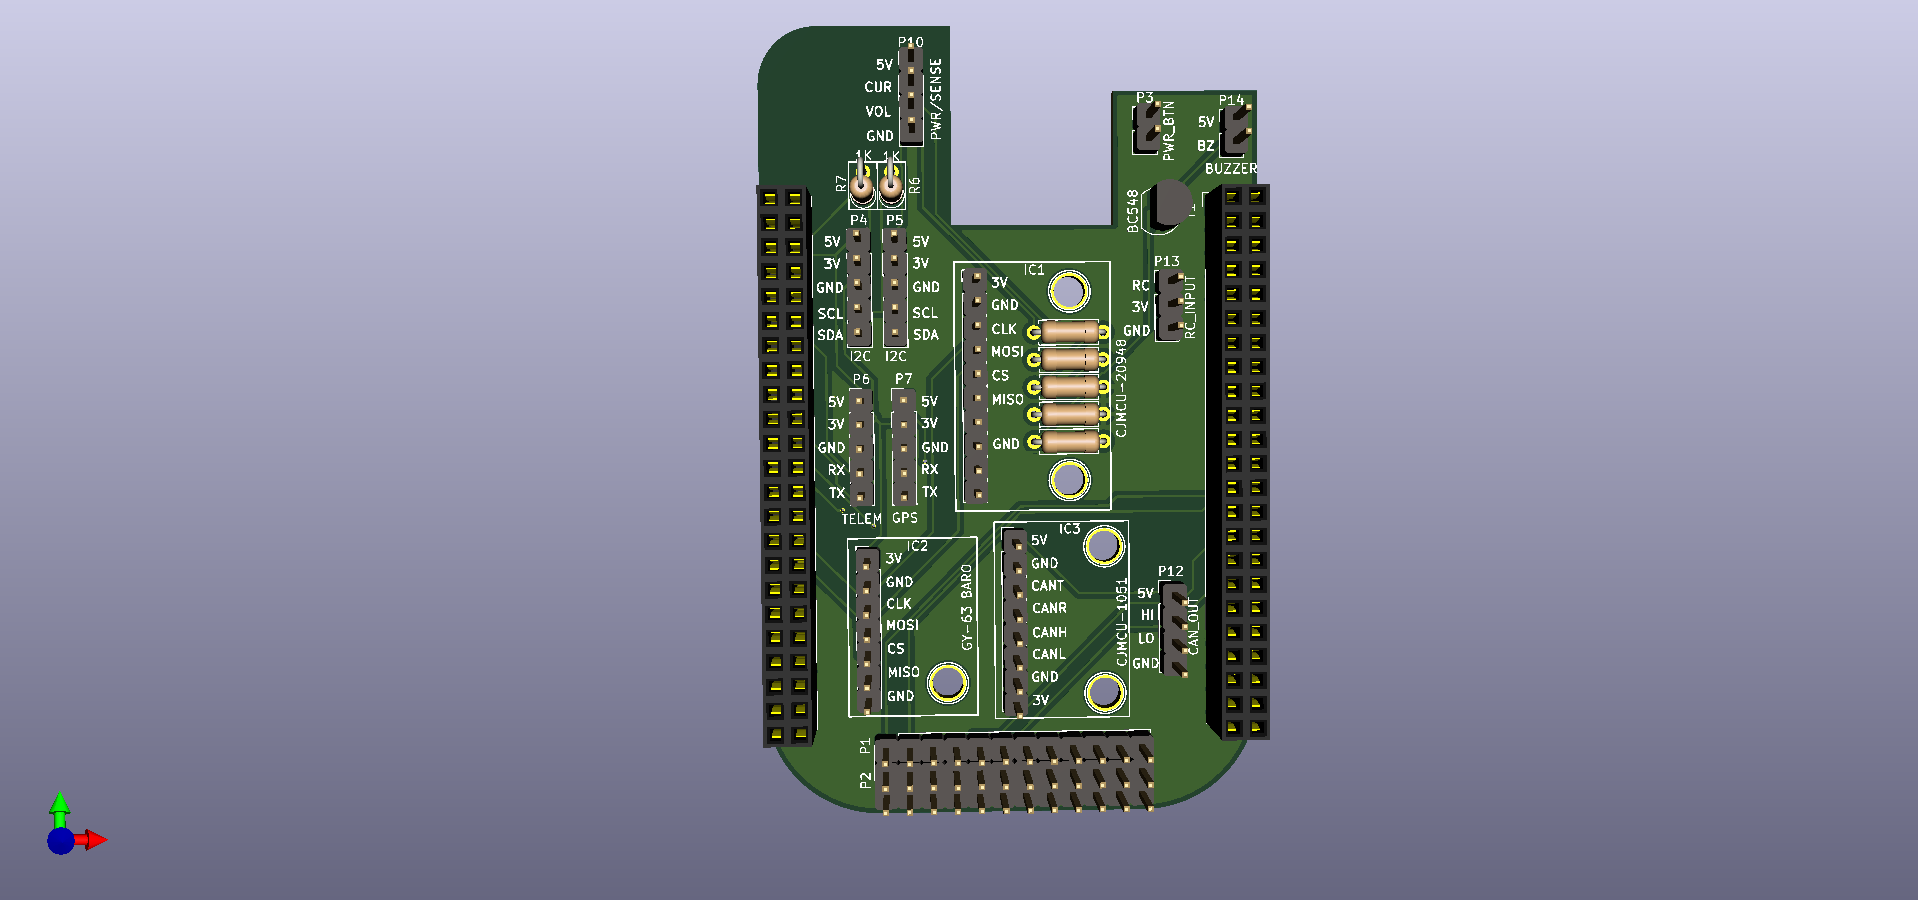 P10
5V
CUR
VOL
GND
PWR/SENSE
P3
PWR_BTN
P14
5V
BZ
BUZZER
1K
1K
R7
R6
BC548
P4
P5
5V
3V
GND
SCL
SDA
I2C
5V
3V
GND
SCL
SDA
I2C
IC1
3V
GND
CLK
MOSI
CS
MISO
GND
CJMCU-20948
P13
RC
3V
GND
RC_INPUT
P6
P7
5V
3V
GND
RX
TX
TELEM
5V
3V
GND
RX
TX
GPS
IC2
3V
GND
CLK
MOSI
CS
MISO
GND
GY-63 BARO
IC3
5V
GND
CANT
CANR
CANH
CANL
GND
3V
CJMCU-1051
P12
5V
HI
LO
GND
CAN_OUT
P1
P2